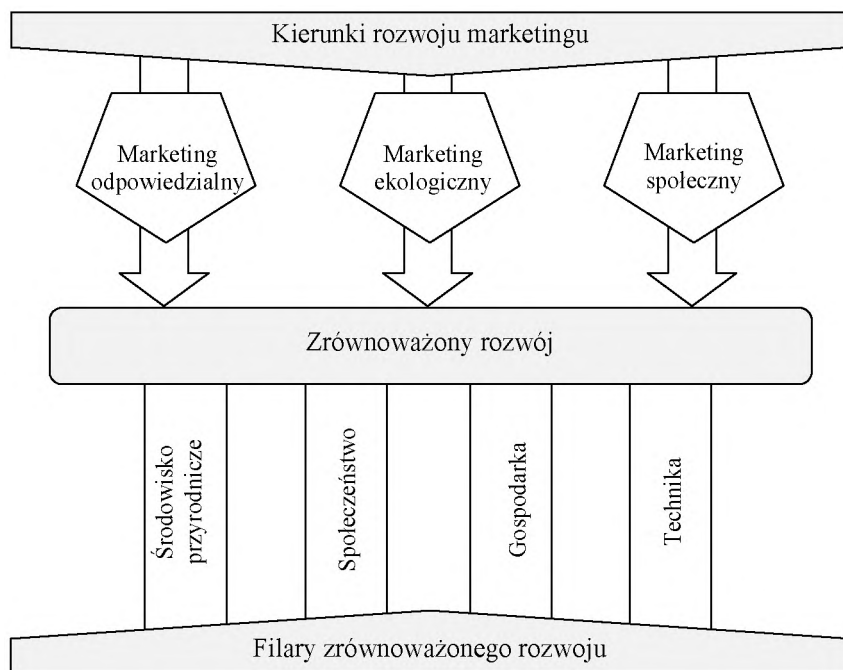 Kierunki rozwoju marketingu
Marketing
odpowiedzialny
Marketing
ekologiczny
Marketing
społeczny
Zrównoważony rozwój
Środowisko
przyrodnicze
Społeczeństwo
Gospodarka
Technika
Filary zrównoważonego rozwoju